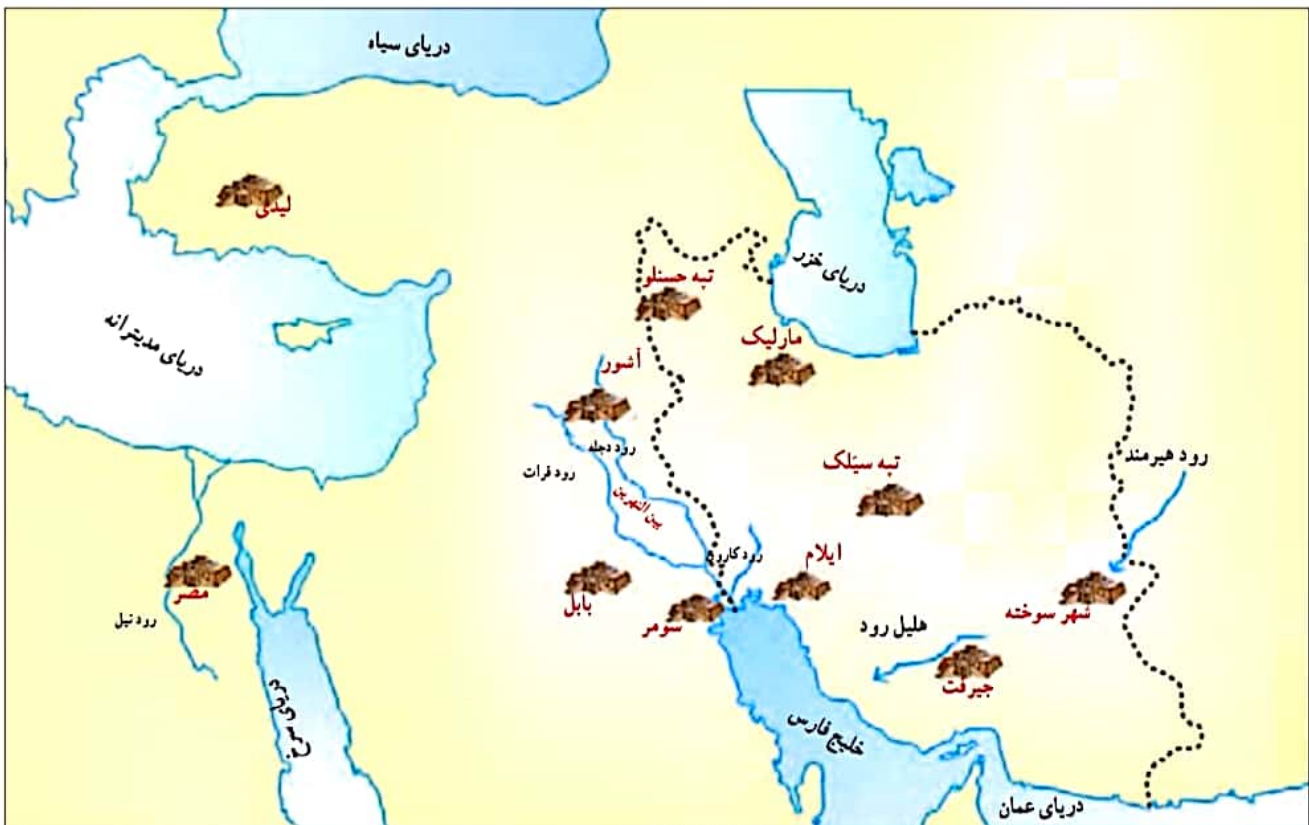 دریای سیاه
لیدی
دریای خزر
تپه حسنلو
مارلیک
دریای مدیترانه
آشور
رود دجله
رود فرات
تپه سیَلک
رود هیرمند
بین النهرین
رود کارون
ایلام
مصر
بابل
سومر
شهر سوخته
هلیل رود
رود نیل
جیرفت
دریای سرخ
خلیج فارس
دریای عمان